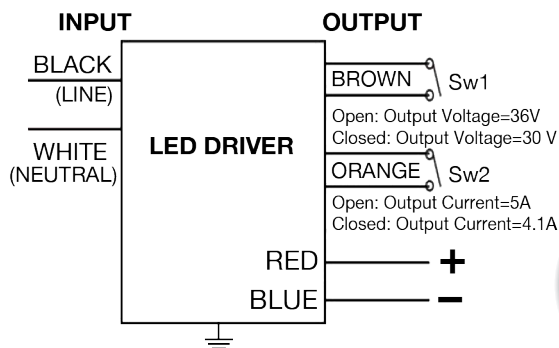 INPUT
OUTPUT
BLACK
(LINE)
WHITE
(NEUTRAL)
LED DRIVER
BROWN
Sw1
Open: Output Voltage=36V
Closed: Output Voltage=30 V
ORANGE
Sw2
Open: Output Current=5A
Closed: Output Current=4.1A
RED
+
BLUE
−